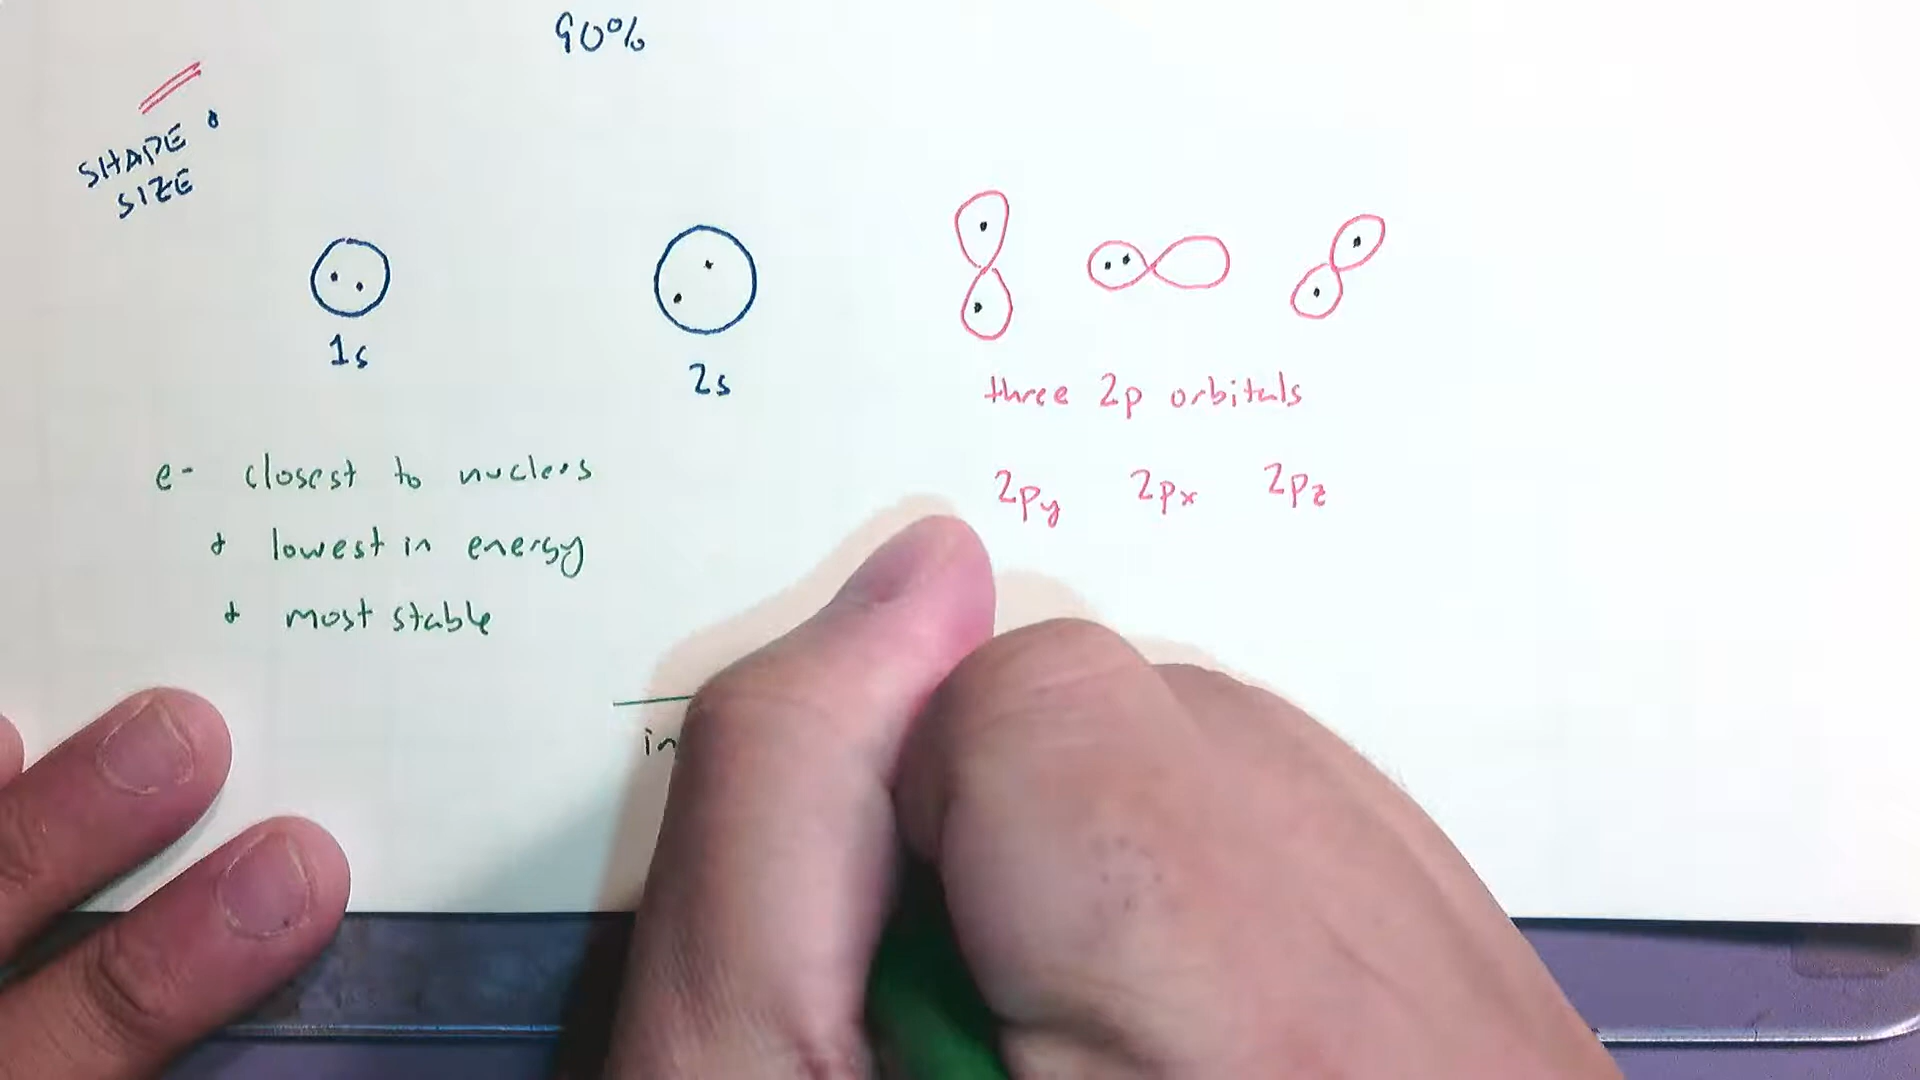 90%
SHAPE
SIZE
1s
2s
three 2p orbitals
2py 2px 2pz
e- closest to nucleus
+ lowest in energy
+ most stable
in